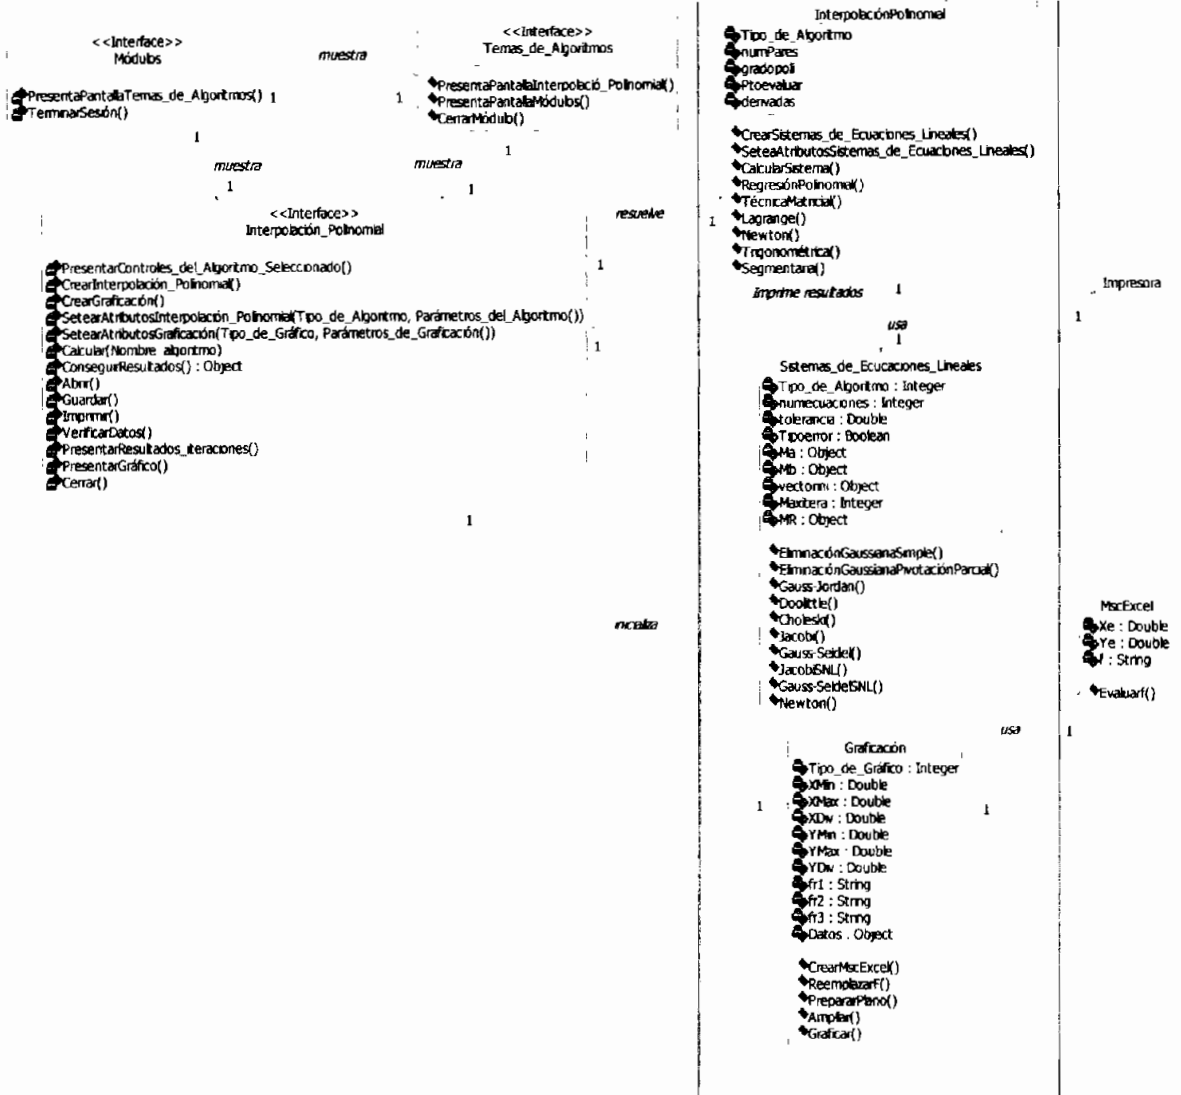 <<Interface>>
Módulos
PresentaPantallaTemas_de_Algoritmos()
TerminarSesión()
1
1
muestra
1
<<Interface>>
Temas_de_Algoritmos
PresentaPantallaInterpolació_Polinomial()
PresentaPantallaMódulos()
CerrarMódulo()
1
muestra
1
muestra
1
<<Interface>>
Interpolación_Polinomial
PresentarControles_del_Algoritmo_Seleccionado()
CrearInterpolación_Polinomial()
CrearGraficación()
SetearAtributosInterpolación_Polinomial(Tipo_de_Algoritmo, Parámetros_del_Algoritmo())
SetearAtributosGraficación(Tipo_de_Gráfico, Parámetros_de_Graficación())
Calcular(Nombre algoritmo)
ConseguirResultados() : Object
Abrir()
Guardar()
Imprimir()
VerificarDatos()
PresentarResultados_iteraciones()
PresentarGráfico()
Cerrar()
1
1
1
resuelve
1
inicializa
InterpolaciónPolinomial
Tipo_de_Algoritmo
numPares
gradopoli
Ptoevaluar
derivadas
CrearSistemas_de_Ecuaciones_Lineales()
SeteaAtributosSistemas_de_Ecuaciones_Lineales()
CalcularSistema()
RegresiónPolinomial()
TécnicaMatricial()
Lagrange()
Newton()
Trigonométrica()
Segmentaria()
Imprime resultados
1
usa
1
Impresora
1
Sistemas_de_Ecucaciones_Lineales
Tipo_de_Algoritmo : Integer
numecuaciones : Integer
tolerancia : Double
Tipoerror : Boolean
Ma : Object
Mb : Object
: Object
Maxitera : Integer
MR : Object
EliminaciónGaussianaSimple()
EliminaciónGaussianaPivotaciónParcial()
Gauss-Jordan()
Doolittle()
Choleski()
Jacobi()
Gauss-Seidel()
JacobiSNL()
Gauss-SeidelSNL()
Newton()
MscExcel
Xe : Double
Ye : Double
f : String
Evaluarf()
usa
1
Graficación
Tipo_de_Gráfico : Integer
XMin : Double
XMax : Double
XDiv : Double
YMin : Double
YMax : Double
YDiv : Double
fr1 : String
fr2 : String
fr3 : String
Datos : Object
CrearMscExcel()
ReemplazarF()
PrepararPlano()
Ampliar()
Graficar()
1
1